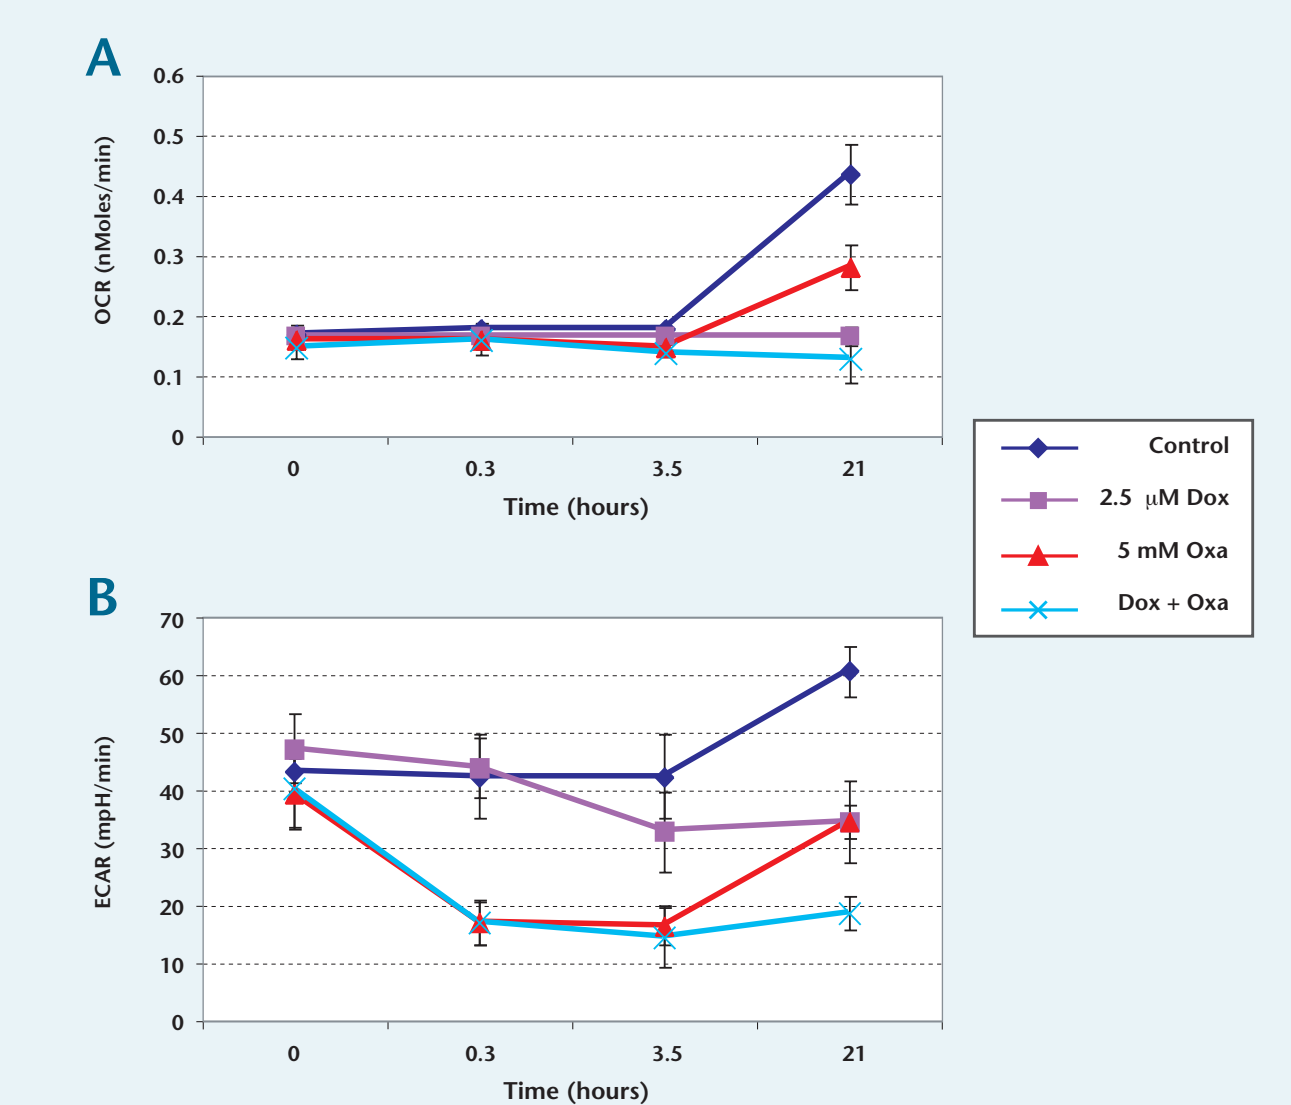 A
0.6
0.5
0.4
0.3
0.2
0.1
0
OCR (nMoles/min)
0 0.3 3.5 21
Time (hours)
Control
2.5 μM Dox
5 mM Oxa
Dox + Oxa
B
70
60
50
40
30
20
10
0
ECAR (mpH/min)
0 0.3 3.5 21
Time (hours)